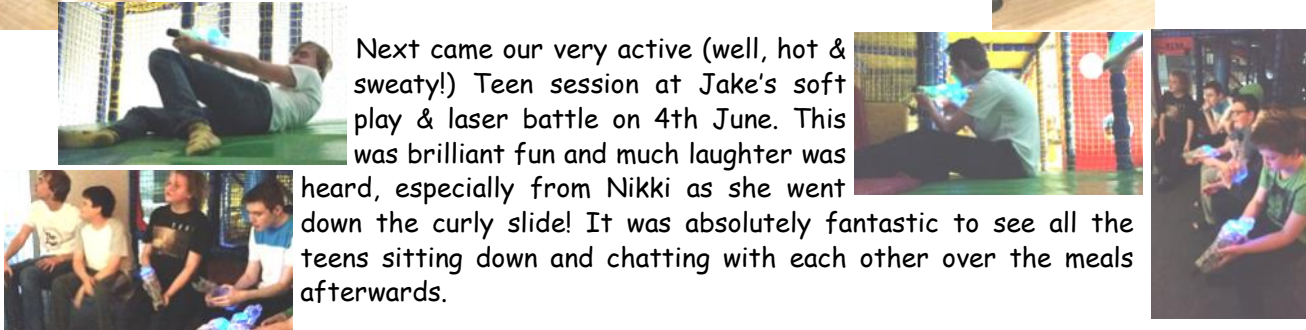 Next came our very active (well, hot &
sweaty!) Teen session at Jake's soft
play & laser battle on 4th June. This
was brilliant fun and much laughter was
heard, especially from Nikki as she went
down the curly slide! It was absolutely fantastic to see all the
teens sitting down and chatting with each other over the meals
afterwards.